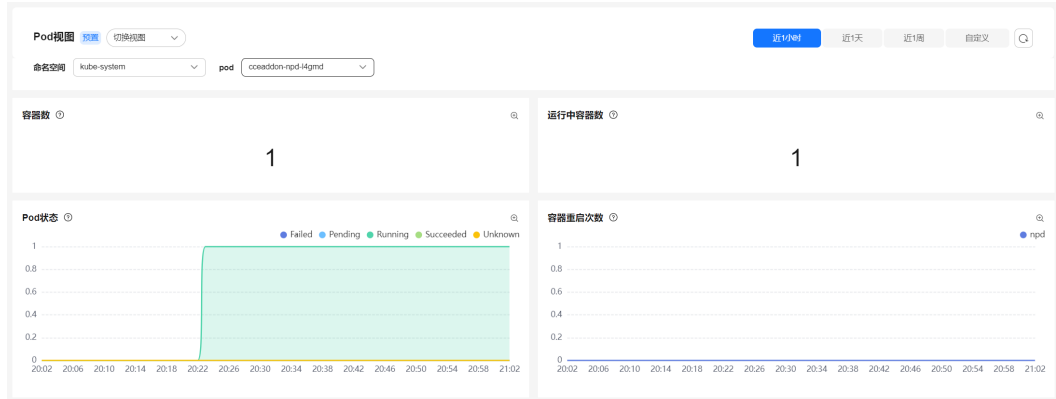 Pod视图 预置 切换视图 近1小时 近1天 近1周 自定义
命名空间 kube-system pod cceaddon-npd-l4gmd
容器数 运行中容器数
1 1
Pod状态 容器重启次数
Failed Pending Running Succeeded Unknown npd
1 1
0.8 0.8
0.6 0.6
0.4 0.4
0.2 0.2
0 0
20:02 20:06 20:10 20:14 20:18 20:22 20:26 20:30 20:34 20:38 20:42 20:46 20:50 20:54 20:58 21:02 20:02 20:06 20:10 20:14 20:18 20:22 20:26 20:30 20:34 20:38 20:42 20:46 20:50 20:54 20:58 21:02